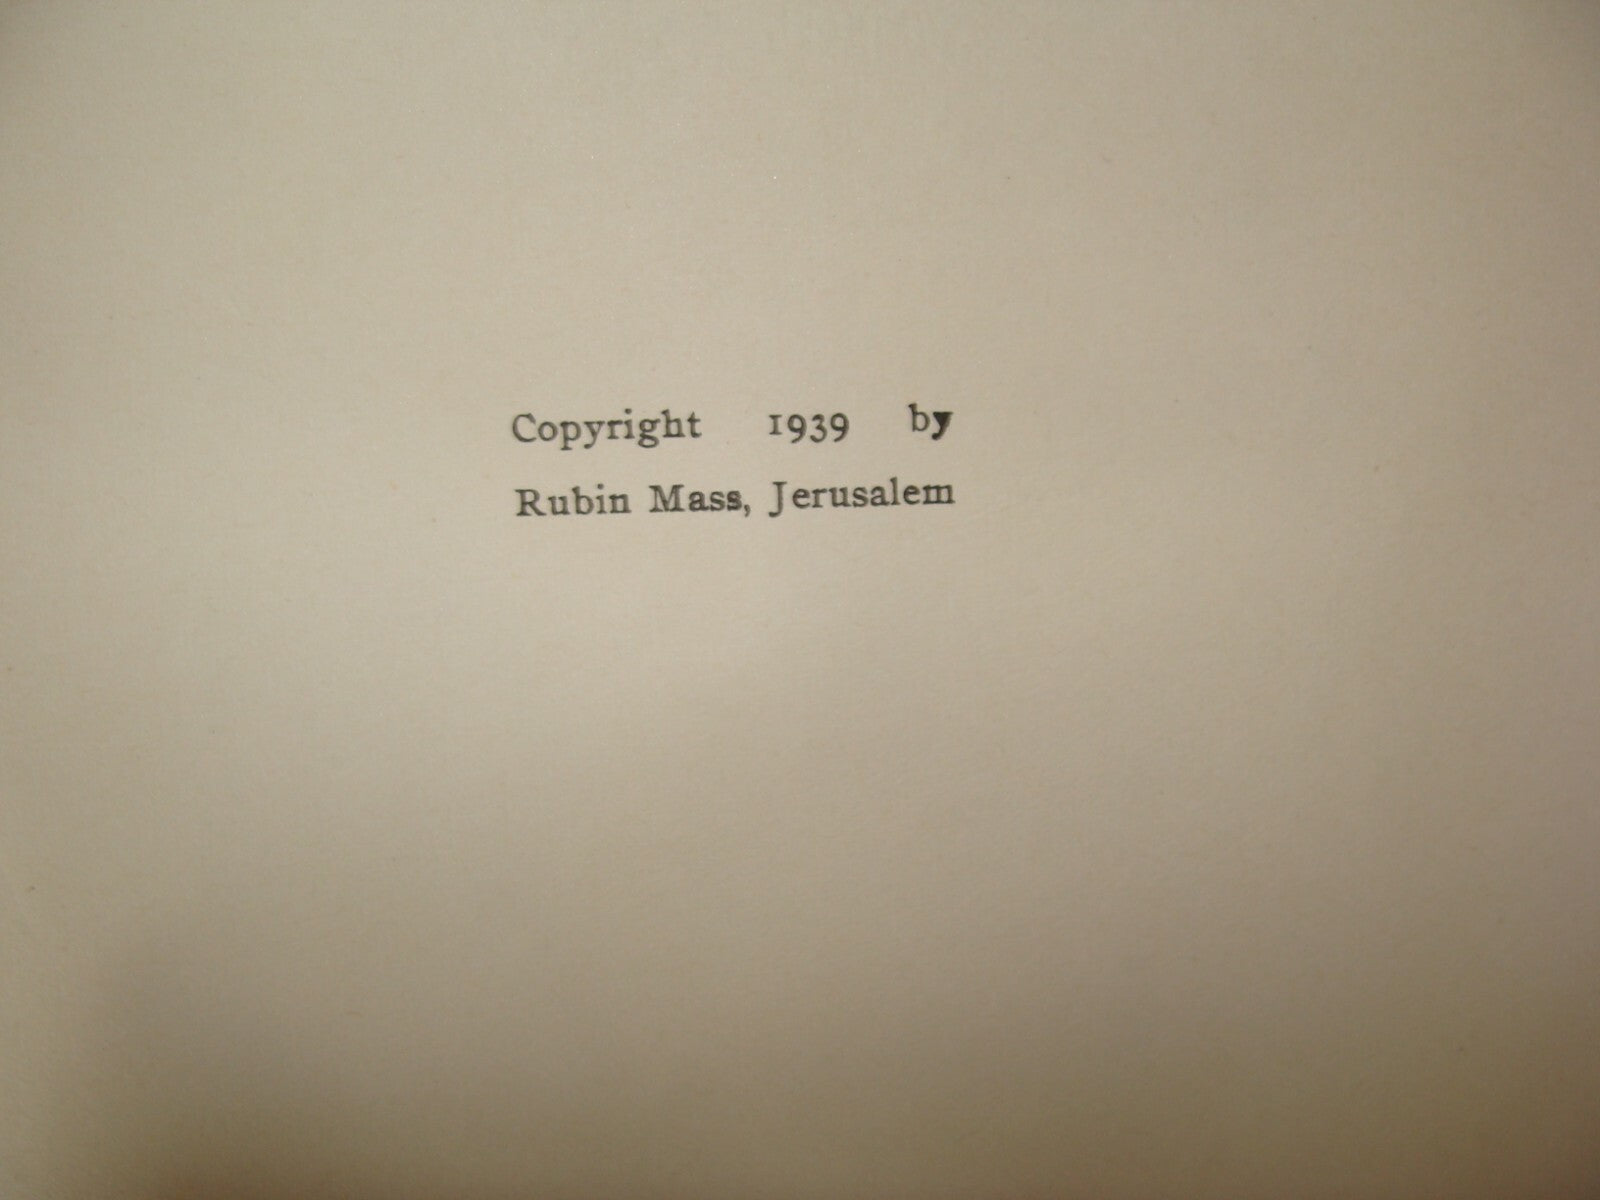 Copyright 1939 by
Rubin Mass, Jerusalem